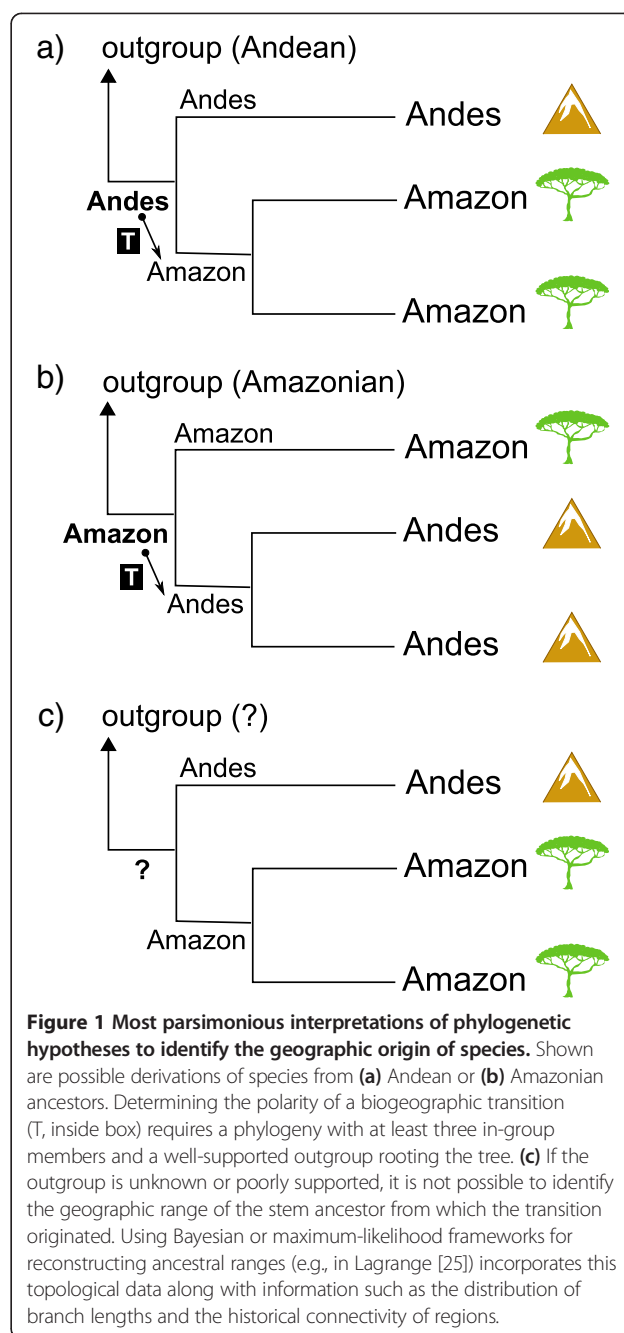 a) outgroup (Andean)
Andes
Andes
Amazon
Andes
T
Amazon
Amazon
b) outgroup (Amazonian)
Amazon
Amazon
Andes
Amazon
T
Andes
Andes
c) outgroup (?)
Andes
Andes
Amazon
?
Amazon
Amazon
Figure 1 Most parsimonious interpretations of phylogenetic
hypotheses to identify the geographic origin of species. Shown
are possible derivations of species from (a) Andean or (b) Amazonian
ancestors. Determining the polarity of a biogeographic transition
(T, inside box) requires a phylogeny with at least three in-group
members and a well-supported outgroup rooting the tree. (c) If the
outgroup is unknown or poorly supported, it is not possible to identify
the geographic range of the stem ancestor from which the transition
originated. Using Bayesian or maximum-likelihood frameworks for
reconstructing ancestral ranges (e.g., in Lagrange [25]) incorporates this
topological data along with information such as the distribution of
branch lengths and the historical connectivity of regions.